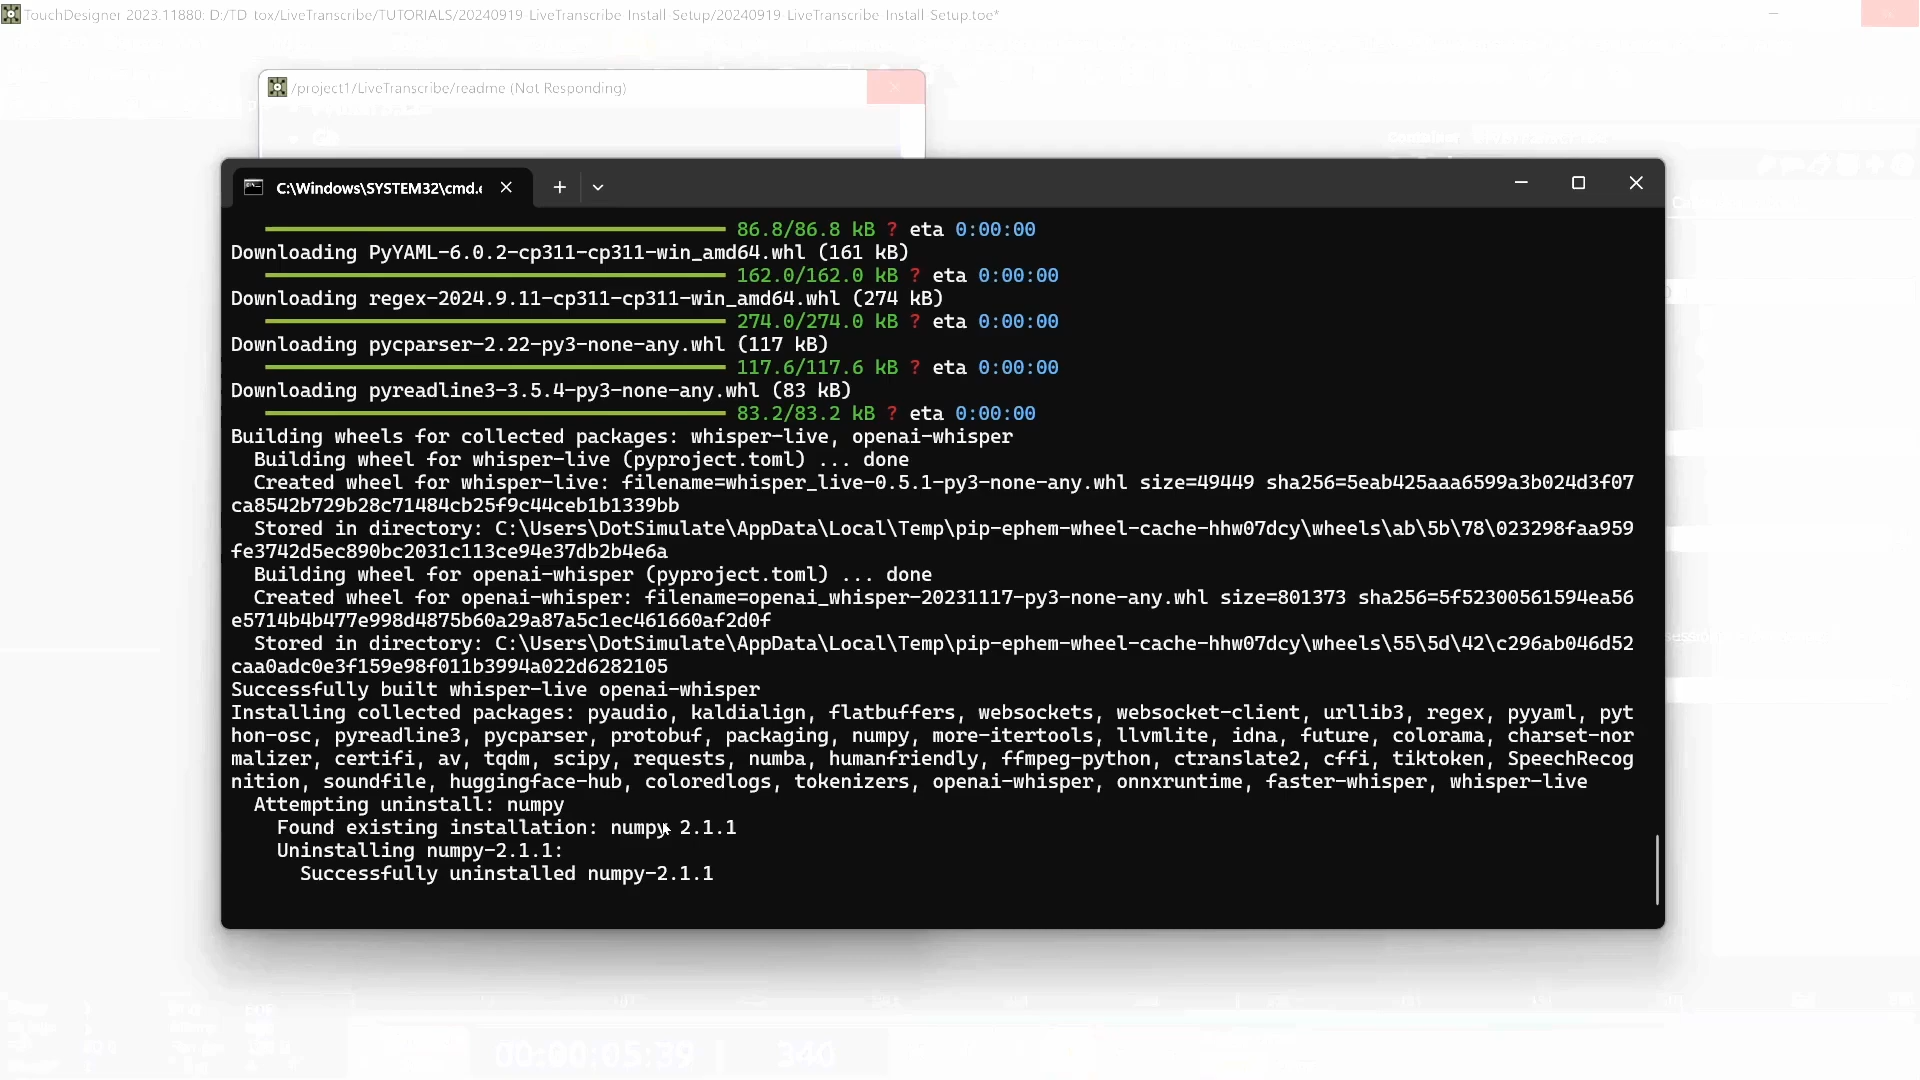 TouchDesigner 2023.11880: D:/TD_tox/LiveTranscribe/TUTORIALS/20240919_LiveTranscribe_Install_Setup/20240919_LiveTranscribe_Install_Setup.toe*
/project1/LiveTranscribe/readme (Not Responding)
C:\Windows\SYSTEM32\cmd.e
86.8/86.8 kB ? eta 0:00:00
Downloading PyYAML-6.0.2-cp311-cp311-win_amd64.whl (161 kB)
162.0/162.0 kB ? eta 0:00:00
Downloading regex-2024.9.11-cp311-cp311-win_amd64.whl (274 kB)
274.0/274.0 kB ? eta 0:00:00
Downloading pycparser-2.22-py3-none-any.whl (117 kB)
117.6/117.6 kB ? eta 0:00:00
Downloading pyreadline3-3.5.4-py3-none-any.whl (83 kB)
83.2/83.2 kB ? eta 0:00:00
Building wheels for collected packages: whisper-live, openai-whisper
Building wheel for whisper-live (pyproject.toml) ... done
Created wheel for whisper-live: filename=whisper_live-0.5.1-py3-none-any.whl size=49449 sha256=5eab425aaa6599a3b024d3f07
ca8542b729b28c71484cb25f9c44ceb1b1339bb
Stored in directory: C:\Users\DotSimulate\AppData\Local\Temp\pip-ephem-wheel-cache-hhw07dcy\wheels\ab\5b\78\023298faa959
fe3742d5ec890bc2031c113ce94e37db2b4e6a
Building wheel for openai-whisper (pyproject.toml) ... done
Created wheel for openai-whisper: filename=openai_whisper-20231117-py3-none-any.whl size=801373 sha256=5f52300561594ea56
e5714b4b477e998d4875b60a29a87a5c1ec461660af2d0f
Stored in directory: C:\Users\DotSimulate\AppData\Local\Temp\pip-ephem-wheel-cache-hhw07dcy\wheels\55\5d\42\c296ab046d52
caa0adc0e3f159e98f011b3994a022d6282105
Successfully built whisper-live openai-whisper
Installing collected packages: pyaudio, kaldialign, flatbuffers, websockets, websocket-client, urllib3, regex, pyyaml, pyt
hon-osc, pyreadline3, pycparser, protobuf, packaging, numpy, more-itertools, llvmlite, idna, future, colorama, charset-nor
malizer, certifi, av, tqdm, scipy, requests, numba, humanfriendly, ffmpeg-python, ctranslate2, cffi, tiktoken, SpeechRecog
nition, soundfile, huggingface-hub, coloredlogs, tokenizers, openai-whisper, onnxruntime, faster-whisper, whisper-live
Attempting uninstall: numpy
Found existing installation: numpy 2.1.1
Uninstalling numpy-2.1.1:
Successfully uninstalled numpy-2.1.1
00:00:05:39
340